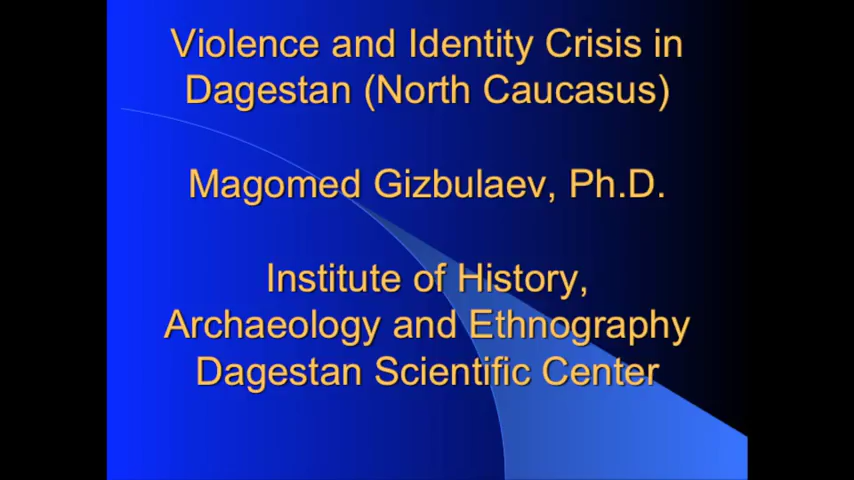 Violence and Identity Crisis in
Dagestan (North Caucasus)
Magomed Gizbulaev, Ph.D.
Institute of History,
Archaeology and Ethnography
Dagestan Scientific Center